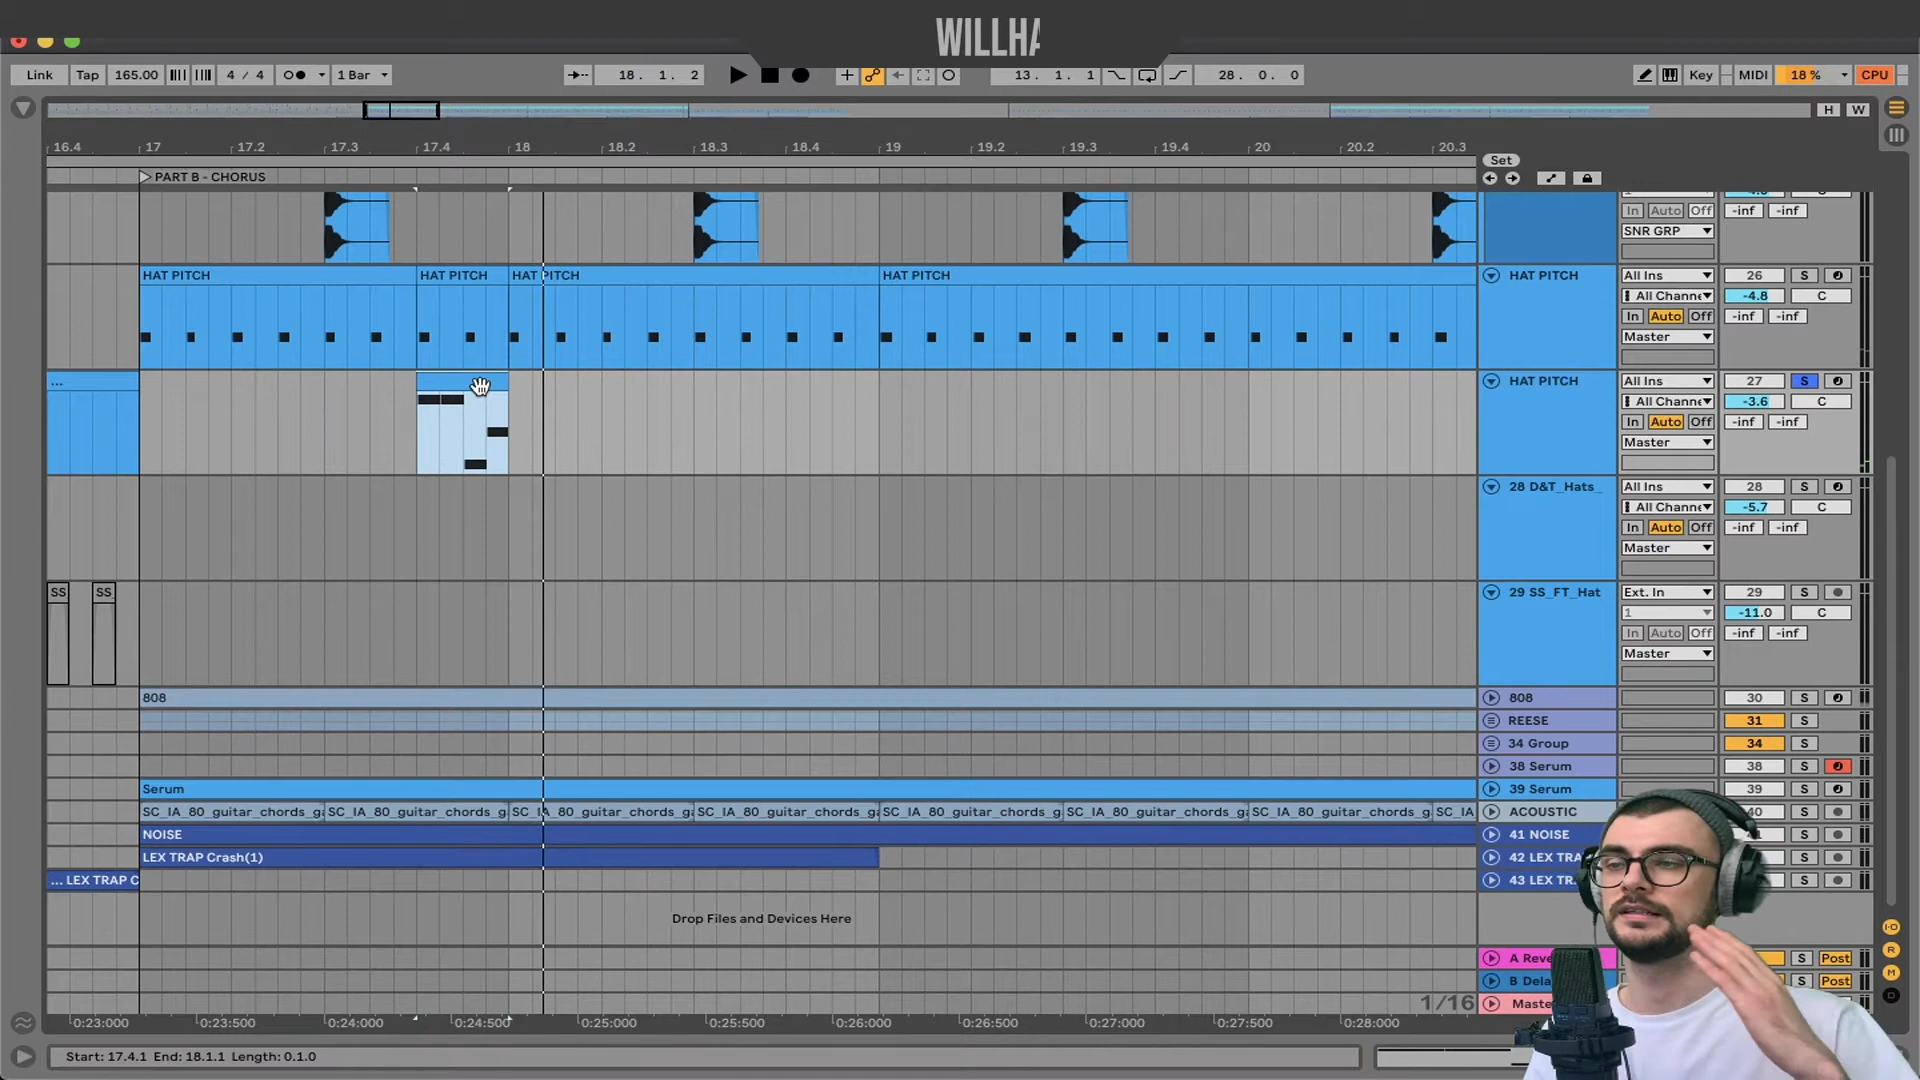 WILLHA
Link Tap 165.00 4 / 4 1 Bar 18. 1. 2 13. 1. 1 28. 0. 0 Key MIDI 18 % CPU
H W
16.4 17 17.2 17.3 17.4 18 18.2 18.3 18.4 19 19.2 19.3 19.4 20 20.2 20.3
Set
PART B - CHORUS
In Auto Off -inf -inf
SNR GRP
HAT PITCH HAT PITCH HAT PITCH HAT PITCH HAT PITCH All Ins 26 S
All Channe -4.8 C
In Auto Off -inf -inf
Master
... HAT PITCH All Ins 27 S
All Channe -3.6 C
In Auto Off -inf -inf
Master
28 D&T_Hats_ All Ins 28 S
All Channe -5.7 C
In Auto Off -inf -inf
Master
SS SS 29 SS_FT_Hat Ext. In 29 S
1 -11.0 C
In Auto Off -inf -inf
Master
808 808 30 S
REESE 31 S
34 Group 34 S
38 Serum 38 S
Serum 39 Serum 39 S
SC_IA_80_guitar_chords_ga SC_IA_80_guitar_chords_g SC_IA_80_guitar_chords_ga SC_IA_80_guitar_chords_ga SC_IA_80_guitar_chords_ga SC_IA_80_guitar_chords_g SC_IA_80_guitar_chords_g SC_IA ACOUSTIC 40 S
NOISE 41 NOISE S
LEX TRAP Crash(1) 42 LEX TRA S
... LEX TRAP C 43 LEX TR S
Drop Files and Devices Here
A Reve S Post
B Dela S Post
1/16 Maste S
0:23:000 0:23:500 0:24:000 0:24:500 0:25:000 0:25:500 0:26:000 0:26:500 0:27:000 0:27:500 0:28:000
Start: 17.4.1 End: 18.1.1 Length: 0.1.0